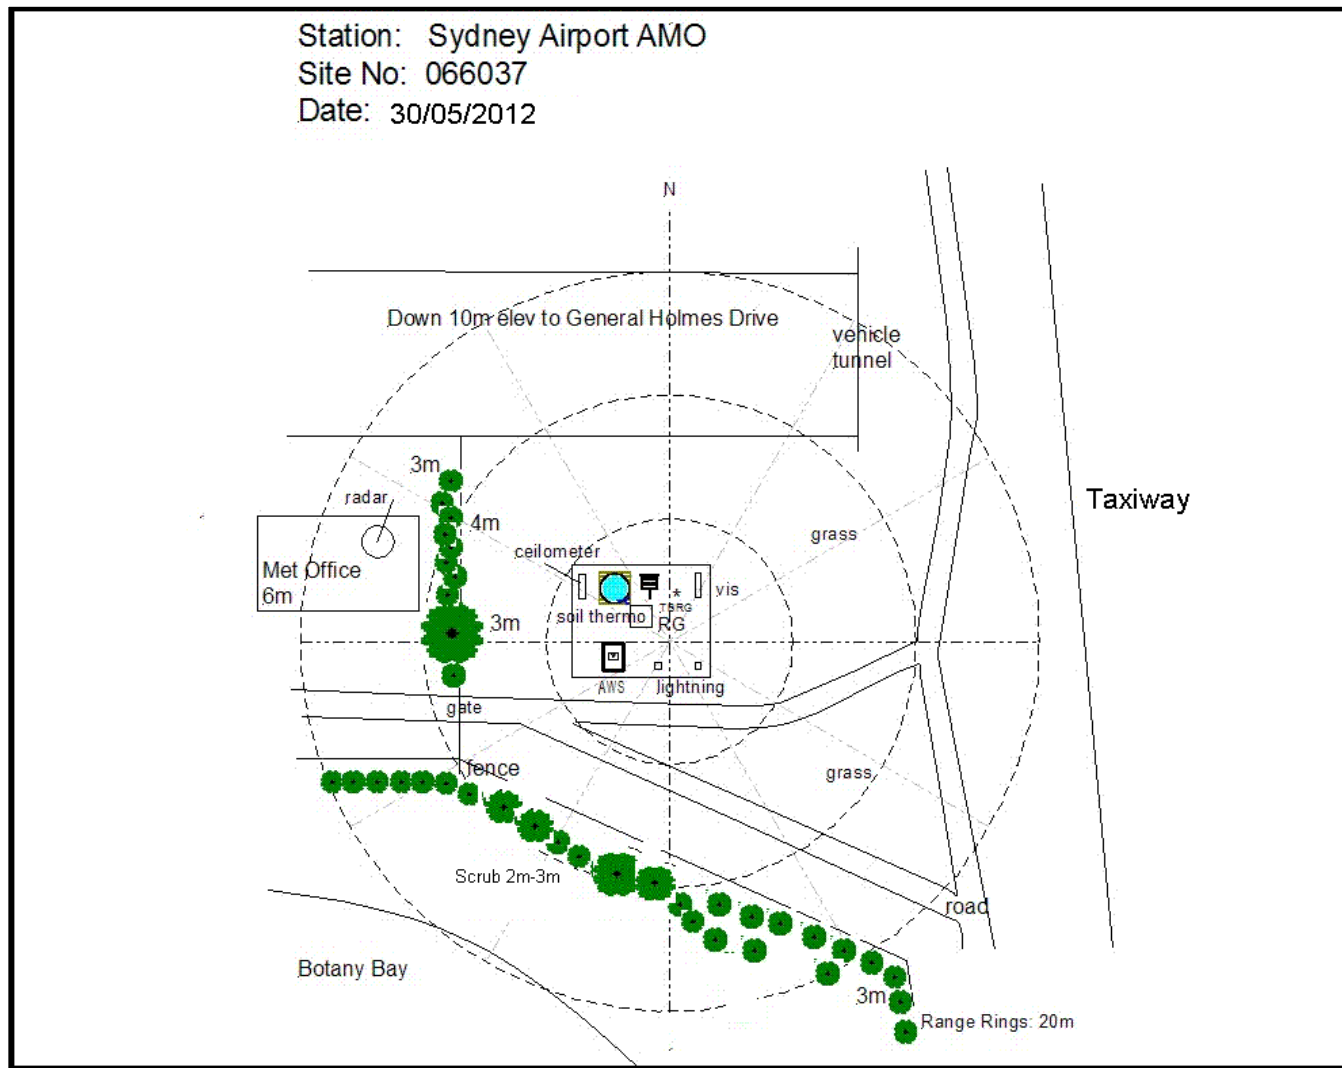 Station: Sydney Airport AMO
Site No: 066037
Date: 30/05/2012
N
Down 10m elev to General Holmes Drive
vehicle
tunnel
3m
radar
4m
Taxiway
grass
ceilometer
Met Office
6m
vis
TBRG
soil thermo
RG
3m
AWS
lightning
gate
fence
grass
Scrub 2m-3m
road
Botany Bay
3m
Range Rings: 20m